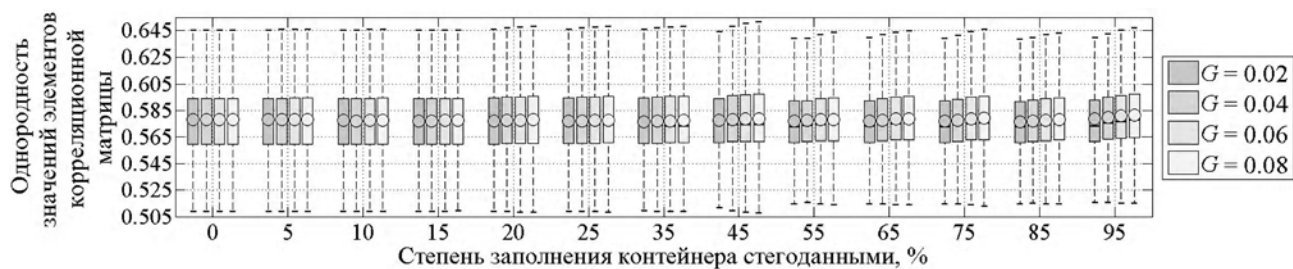 Однородность
значений элементов
корреляционной
матрицы
0.645
0.625
0.605
0.585
0.565
0.545
0.525
0.505
0 5 10 15 20 25 35 45 55 65 75 85 95
Степень заполнения контейнера стегоданными, %
G = 0.02
G = 0.04
G = 0.06
G = 0.08